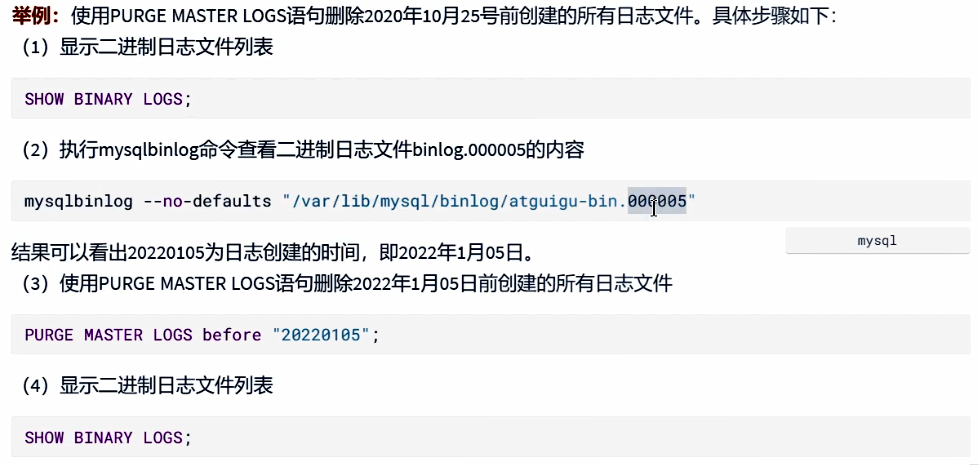 举例：使用PURGE MASTER LOGS语句删除2020年10月25号前创建的所有日志文件。具体步骤如下：
（1）显示二进制日志文件列表
SHOW BINARY LOGS;
（2）执行mysqlbinlog命令查看二进制日志文件binlog.000005的内容
mysqlbinlog --no-defaults "/var/lib/mysql/binlog/atguigu-bin.000005"
结果可以看出20220105为日志创建的时间，即2022年1月05日。
mysql
（3）使用PURGE MASTER LOGS语句删除2022年1月05日前创建的所有日志文件
PURGE MASTER LOGS before "20220105";
（4）显示二进制日志文件列表
SHOW BINARY LOGS;